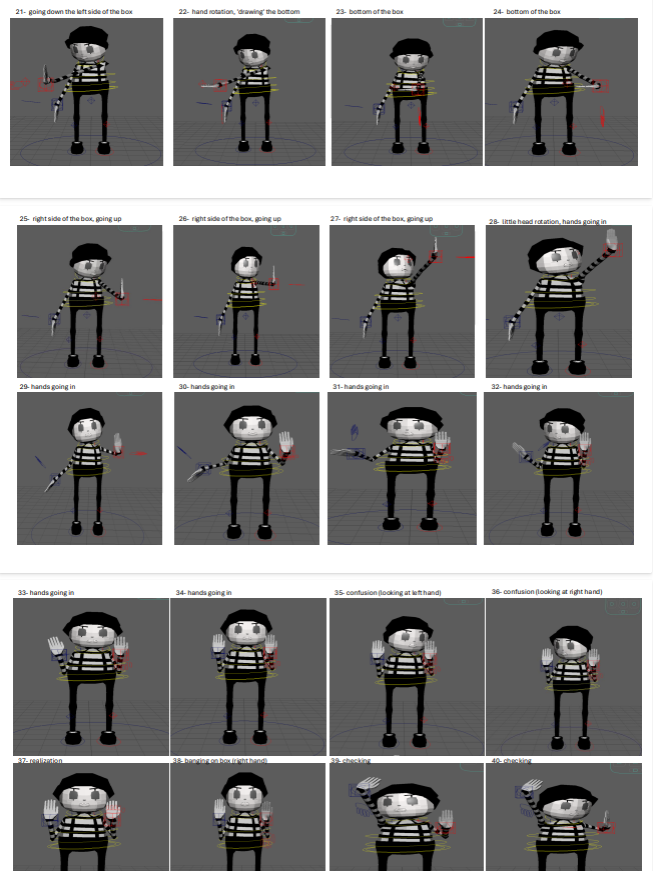 21- going down the left side of the box
22- hand rotation, 'drawing' the bottom
23- bottom of the box
24- bottom of the box
25- right side of the box, going up
26- right side of the box, going up
27- right side of the box, going up
28- little head rotation, hands going in
29- hands going in
30- hands going in
31- hands going in
32- hands going in
33- hands going in
34- hands going in
35- confusion (looking at left hand)
36- confusion (looking at right hand)
37- realization
38- banging on box (right hand)
39- checking
40- checking